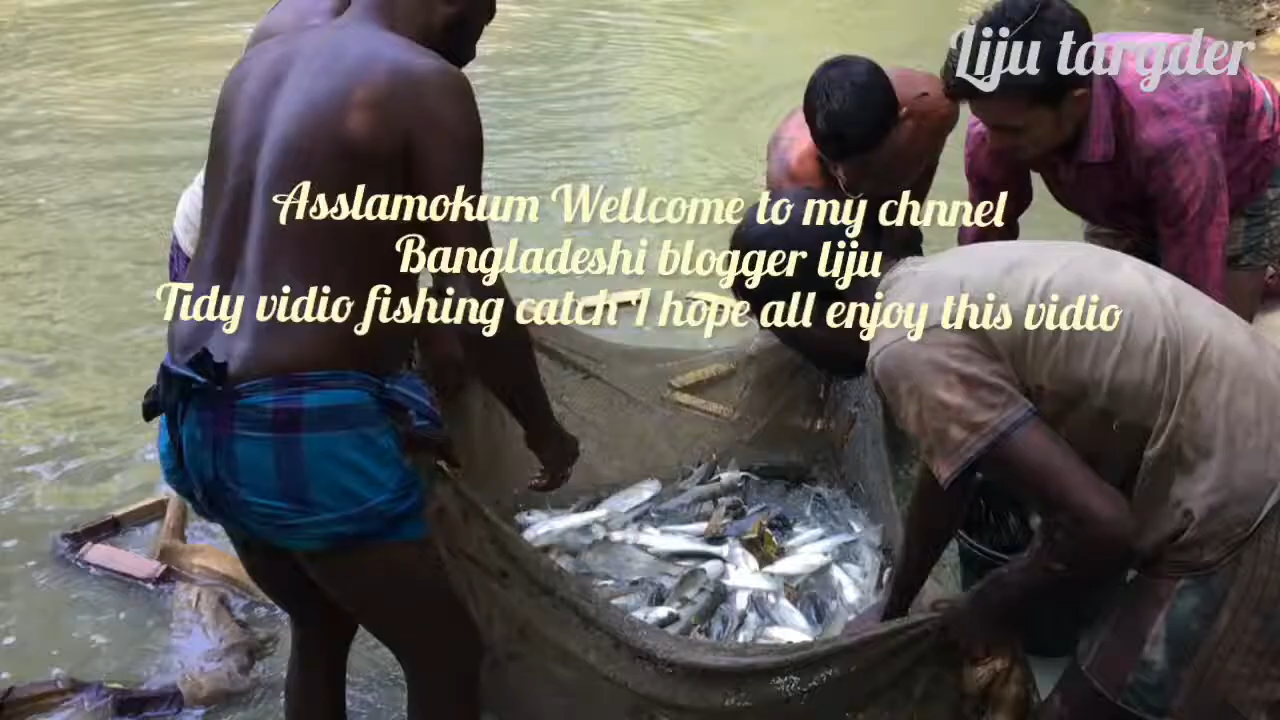 Liju targder
Asslamokum Wellcome to my chnnel
Bangladeshi blogger liju
Tidy vidio fishing catch I hope all enjoy this vidio